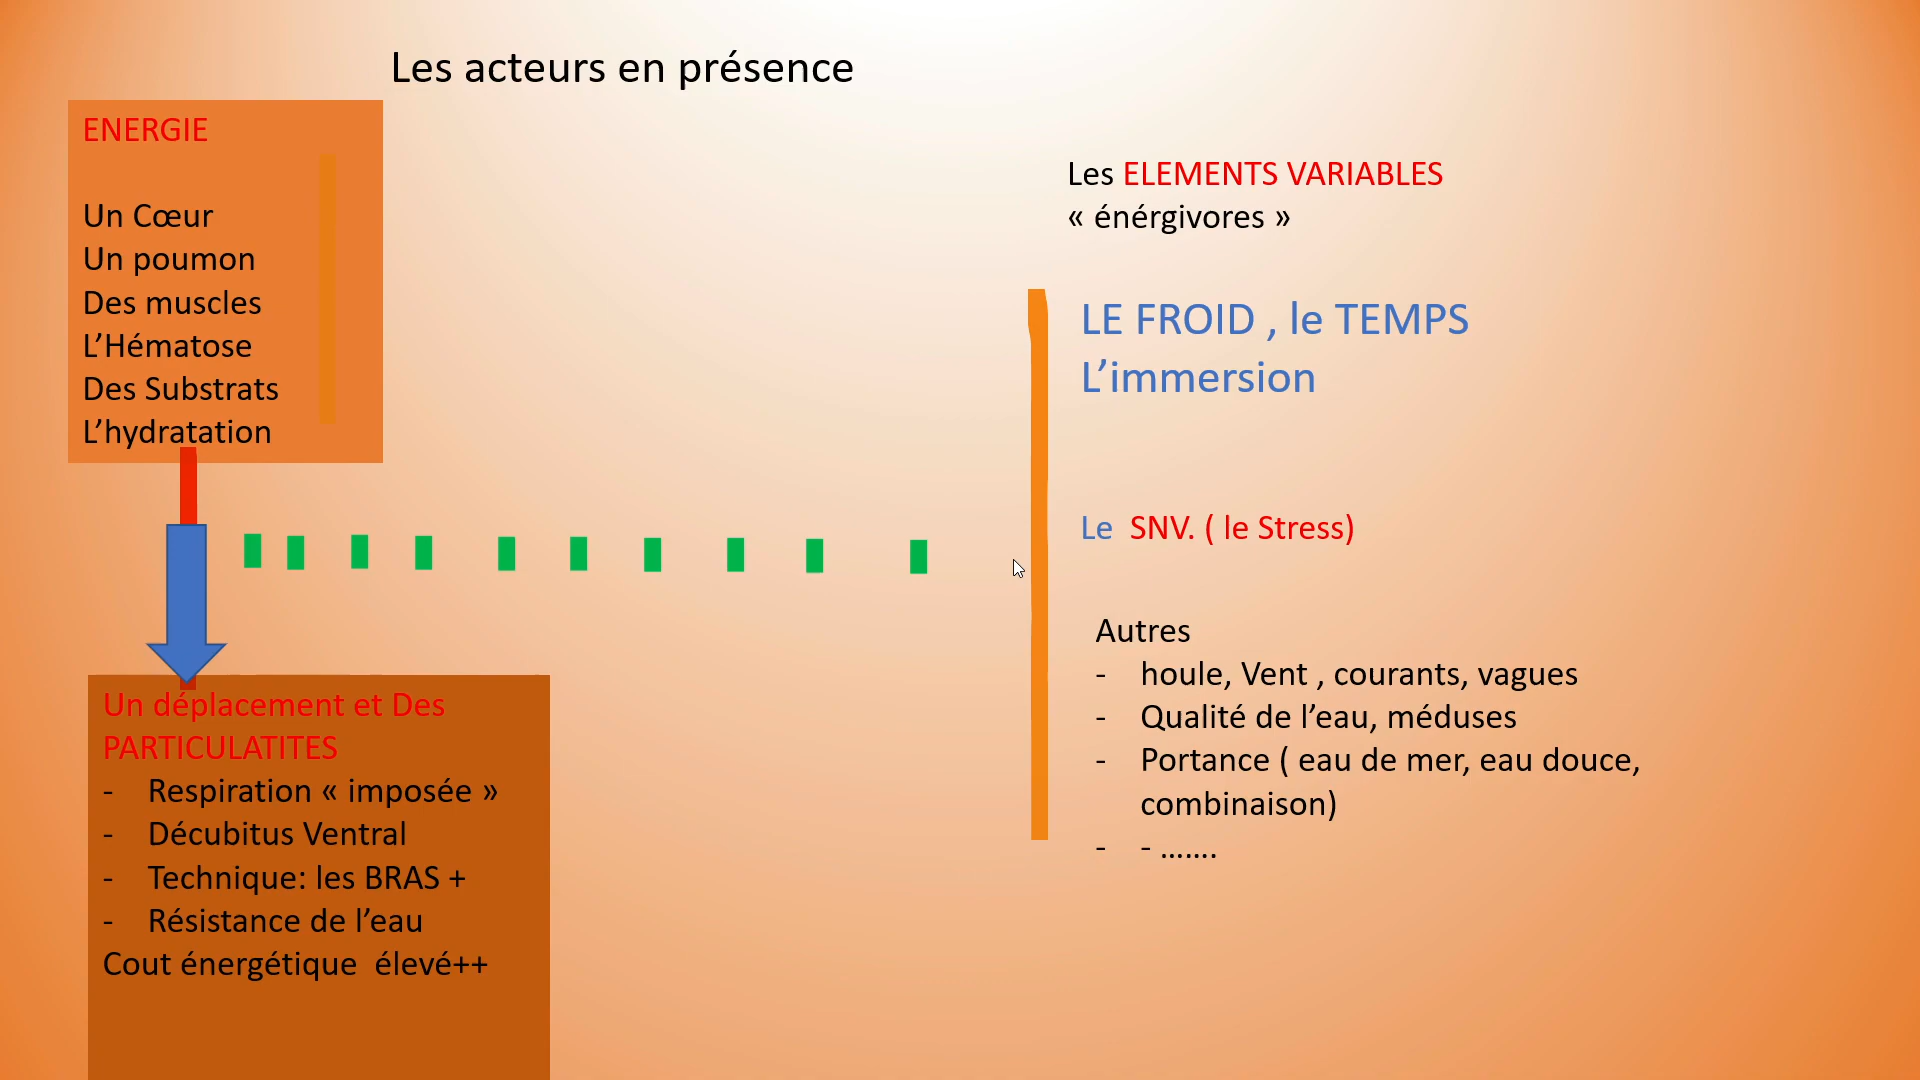 Les acteurs en présence
ENERGIE
Un Cœur
Un poumon
Des muscles
L’Hématose
Des Substrats
L’hydratation
Un déplacement et Des
PARTICULATITES
- Respiration « imposée »
- Décubitus Ventral
- Technique: les BRAS +
- Résistance de l’eau
Cout énergétique élevé++
Les ELEMENTS VARIABLES
« énérgivores »
LE FROID , le TEMPS
L’immersion
Le SNV. ( le Stress)
Autres
- houle, Vent , courants, vagues
- Qualité de l’eau, méduses
- Portance ( eau de mer, eau douce,
combinaison)
- - …….